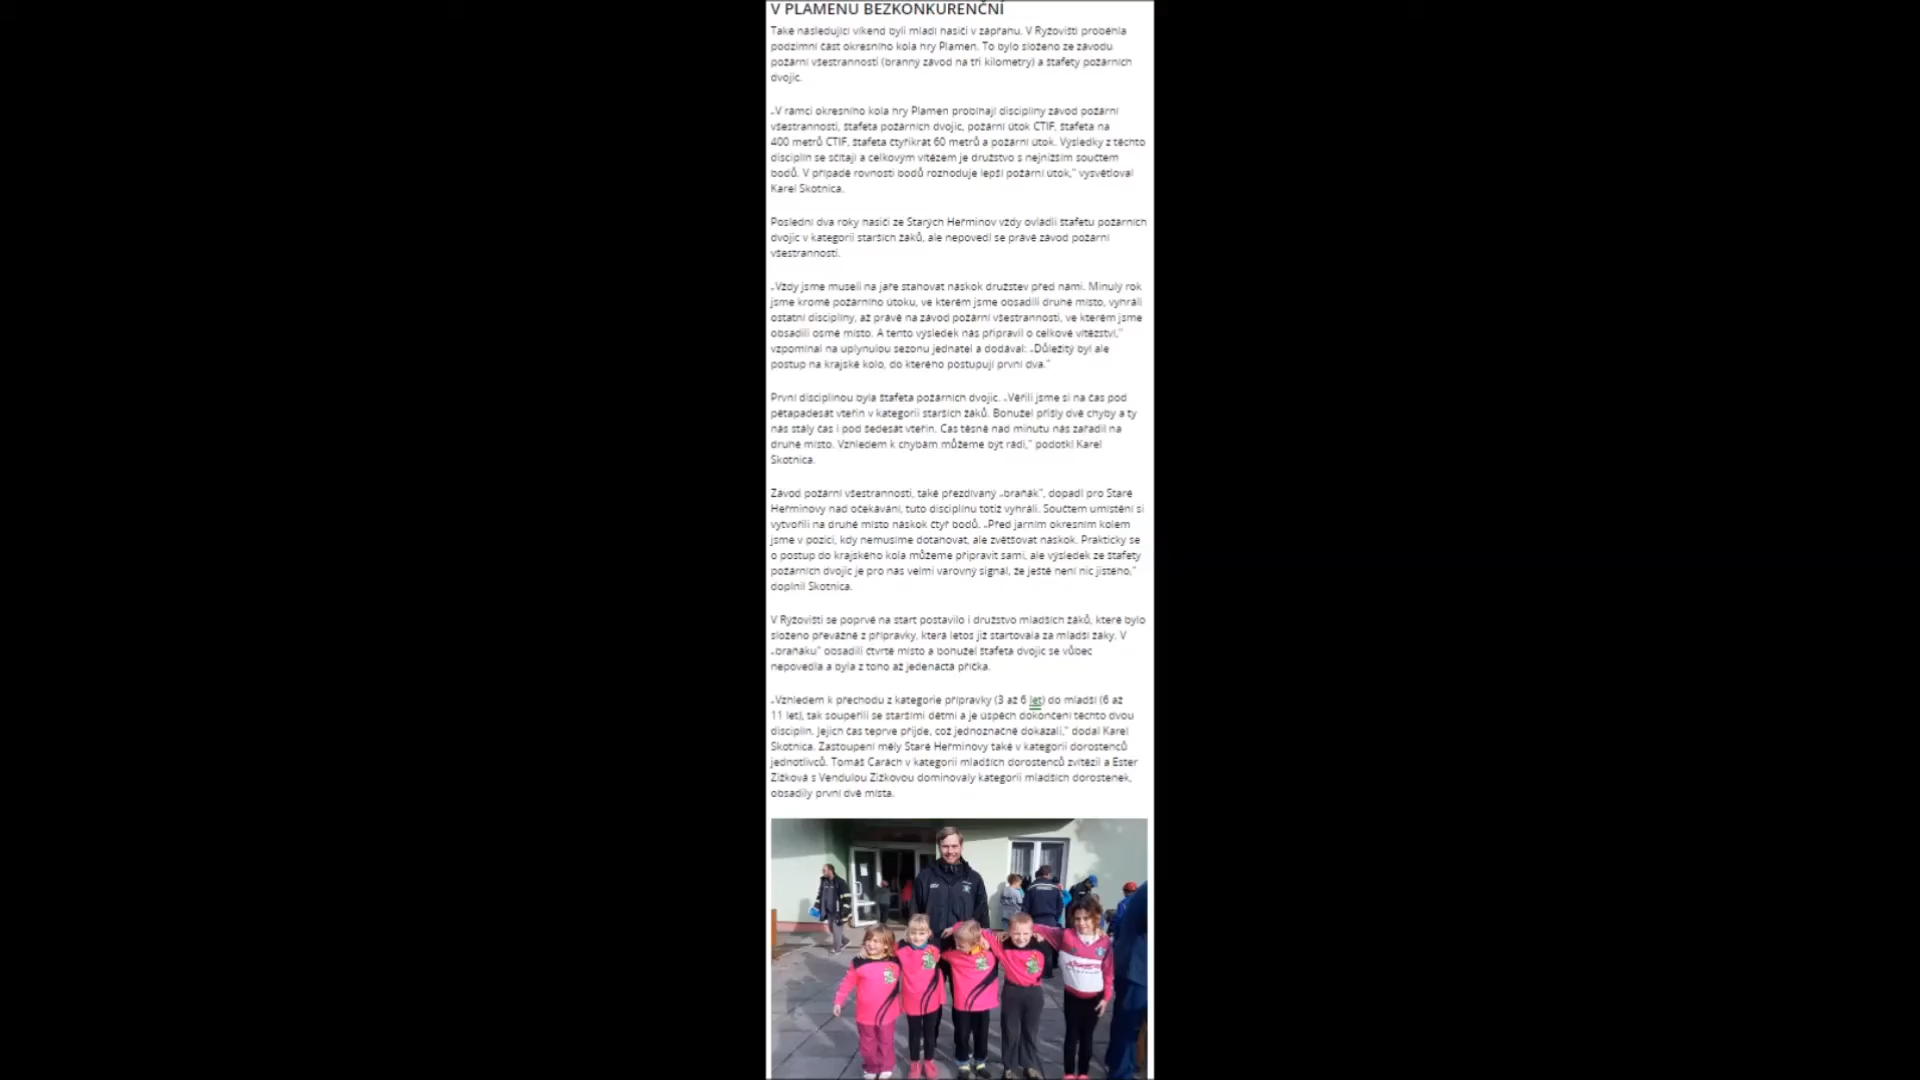 V PLAMENU BEZKONKURENČNÍ
Také následující víkend byli mladí hasiči v zápřahu. V Ryžovišti proběhla
podzimní část okresního kola hry Plamen. To bylo složeno ze závodu
požární všestrannosti (branný závod na tři kilometry) a štafety požárních
dvojic.
„V rámci okresního kola hry Plamen probíhají disciplíny závod požární
všestrannosti, štafeta požárních dvojic, požární útok CTIF, štafeta na
400 metrů CTIF, štafeta čtyřikrát 60 metrů a požární útok. Výsledky z těchto
disciplín se sčítají a celkovým vítězem je družstvo s nejnižším součtem
bodů. V případě rovnosti bodů rozhoduje lepší požární útok,“ vysvětloval
Karel Skotnica.
Poslední dva roky hasiči ze Starých Heřminov vždy ovládli štafetu požárních
dvojic v kategorii starších žáků, ale nepovedl se právě závod požární
všestrannosti.
„Vždy jsme museli na jaře stahovat náskok družstev před námi. Minulý rok
jsme kromě požárního útoku, ve kterém jsme obsadili druhé místo, vyhráli
ostatní disciplíny, až právě na závod požární všestrannosti, ve kterém jsme
obsadili osmé místo. A tento výsledek nás připravil o celkové vítězství,“
vzpomínal na uplynulou sezonu jednatel a dodával: „Důležitý byl ale
postup na krajské kolo, do kterého postupují první dva.“
První disciplínou byla štafeta požárních dvojic. „Věřili jsme si na čas pod
pětapadesát vteřin v kategorii starších žáků. Bohužel přišly dvě chyby a ty
nás stály čas i pod šedesát vteřin. Čas těsně nad minutu nás zařadil na
druhé místo. Vzhledem k chybám můžeme být rádi,“ podotkl Karel
Skotnica.
Závod požární všestrannosti, také přezdívaný „braňák“, dopadl pro Staré
Heřminovy nad očekávání, tuto disciplínu totiž vyhráli. Součtem umístění si
vytvořili na druhé místo náskok čtyř bodů. „Před jarním okresním kolem
jsme v pozici, kdy nemusíme dotahovat, ale zvětšovat náskok. Prakticky se
o postup do krajského kola můžeme připravit sami, ale výsledek ze štafety
požárních dvojic je pro nás velmi varovný signál, že ještě není nic jistého,“
doplnil Skotnica.
V Ryžovišti se poprvé na start postavilo i družstvo mladších žáků, které bylo
složeno převážně z přípravky, která letos již startovala za mladší žáky. V
„braňáku“ obsadili čtvrté místo a bohužel štafeta dvojic se vůbec
nepovedla a byla z toho až jedenáctá příčka.
„Vzhledem k přechodu z kategorie přípravky (3 až 6 let) do mladší (6 až
11 let), tak soupeřili se staršími dětmi a je úspěch dokončení těchto dvou
disciplín. Jejich čas teprve přijde, což jednoznačně dokázali,“ dodal Karel
Skotnica. Zastoupení měly Staré Heřminovy také v kategorii dorostenců
jednotlivců. Tomáš Carach v kategorii mladších dorostenců zvítězil a Ester
Žižková s Vendulou Žižkovou dominovaly kategorii mladších dorostenek,
obsadily první dvě místa.